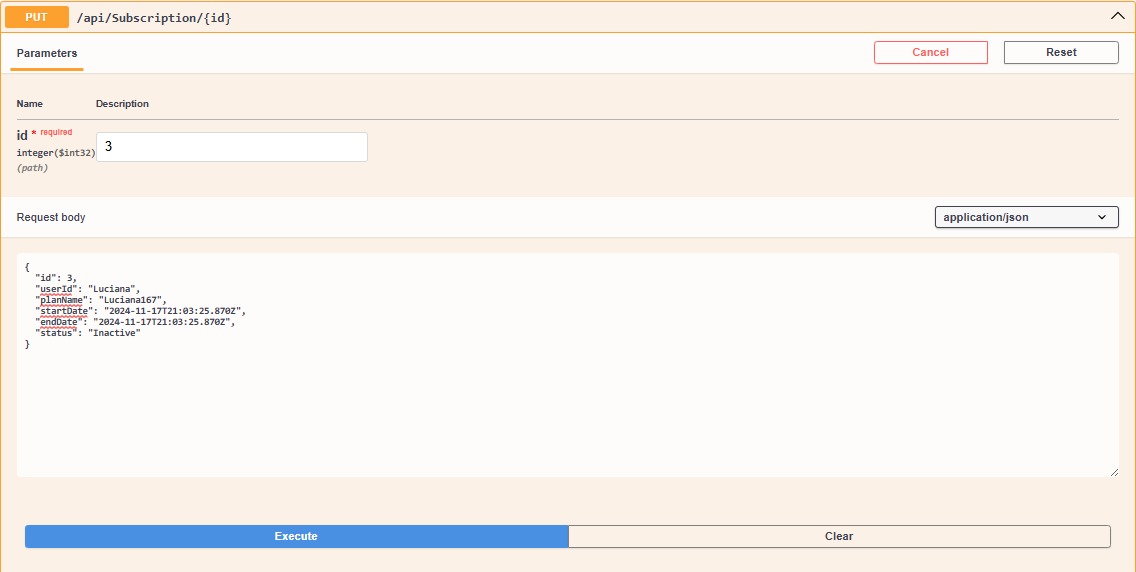 PUT /api/Subscription/{id}
Parameters Cancel Reset
Name Description
id * required
3
integer($int32)
(path)
Request body application/json
{
  "id": 3,
  "userId": "Luciana",
  "planName": "Luciana167",
  "startDate": "2024-11-17T21:03:25.870Z",
  "endDate": "2024-11-17T21:03:25.870Z",
  "status": "Inactive"
}
Execute Clear